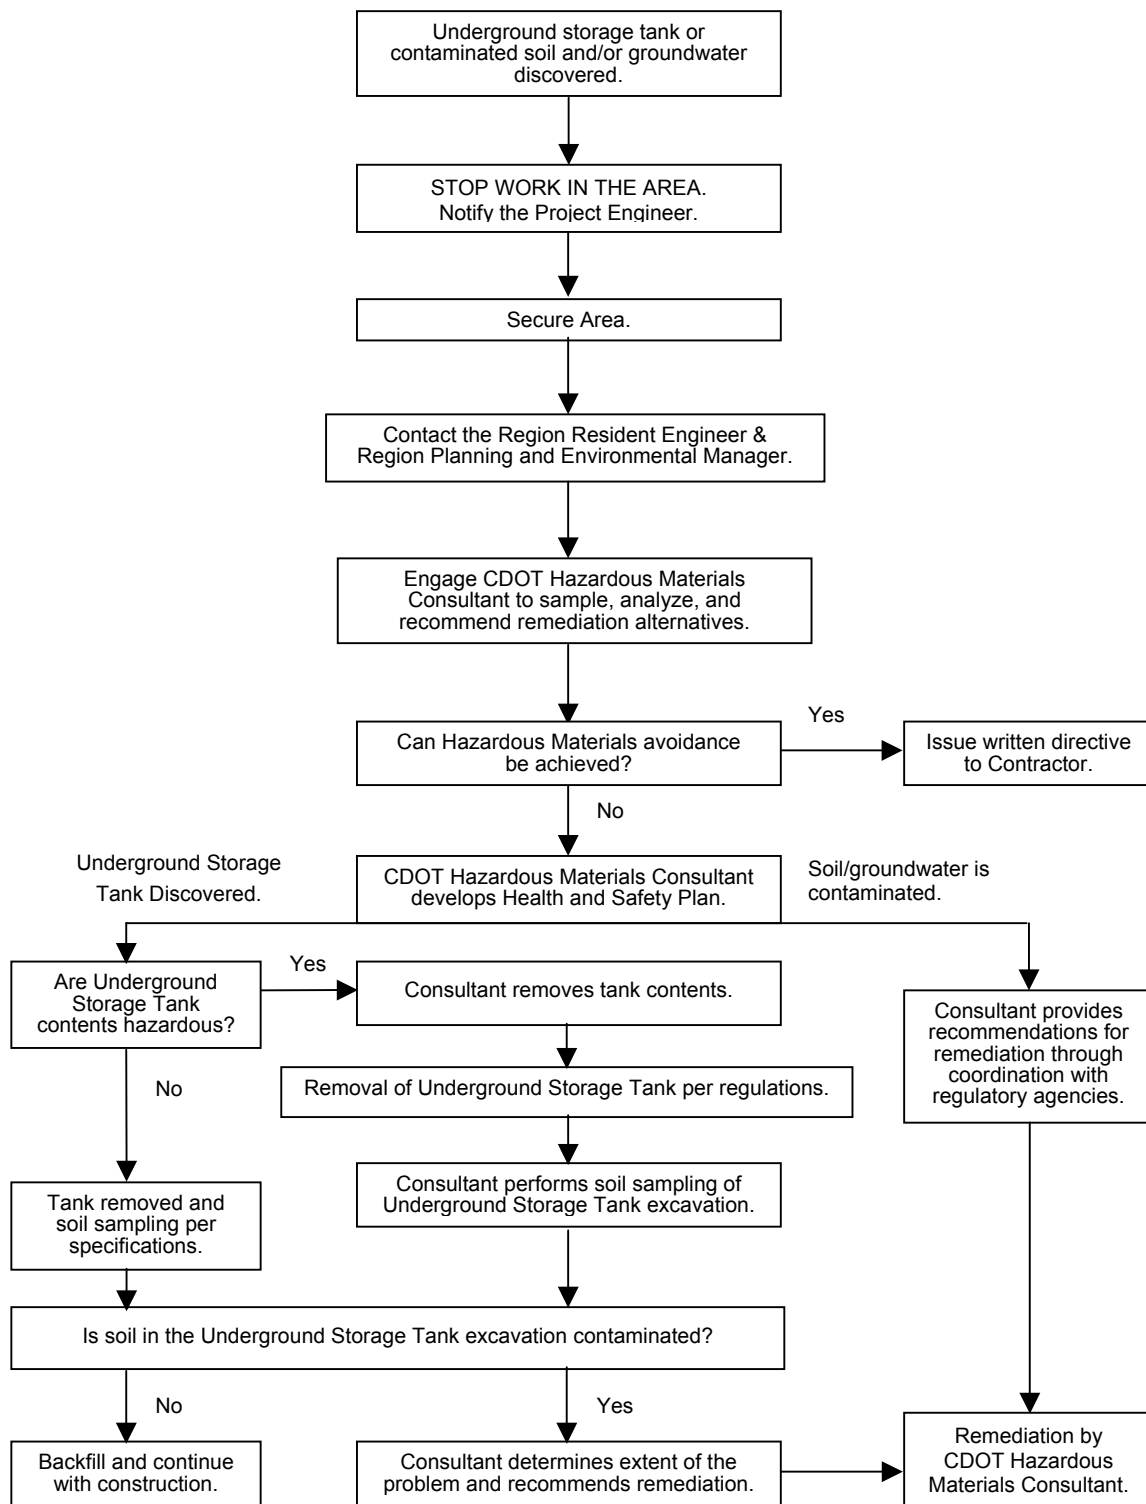 Underground storage tank or
contaminated soil and/or groundwater
discovered.
STOP WORK IN THE AREA.
Notify the Project Engineer.
Secure Area.
Contact the Region Resident Engineer &
Region Planning and Environmental Manager.
Engage CDOT Hazardous Materials
Consultant to sample, analyze, and
recommend remediation alternatives.
Can Hazardous Materials avoidance
be achieved?
Yes
Issue written directive
to Contractor.
No
Underground Storage
Tank Discovered.
CDOT Hazardous Materials Consultant
develops Health and Safety Plan.
Soil/groundwater is
contaminated.
Are Underground
Storage Tank
contents hazardous?
Yes
Consultant removes tank contents.
Consultant provides
recommendations for
remediation through
coordination with
regulatory agencies.
No
Removal of Underground Storage Tank per regulations.
Tank removed and
soil sampling per
specifications.
Consultant performs soil sampling of
Underground Storage Tank excavation.
Is soil in the Underground Storage Tank excavation contaminated?
No
Yes
Backfill and continue
with construction.
Consultant determines extent of the
problem and recommends remediation.
Remediation by
CDOT Hazardous
Materials Consultant.